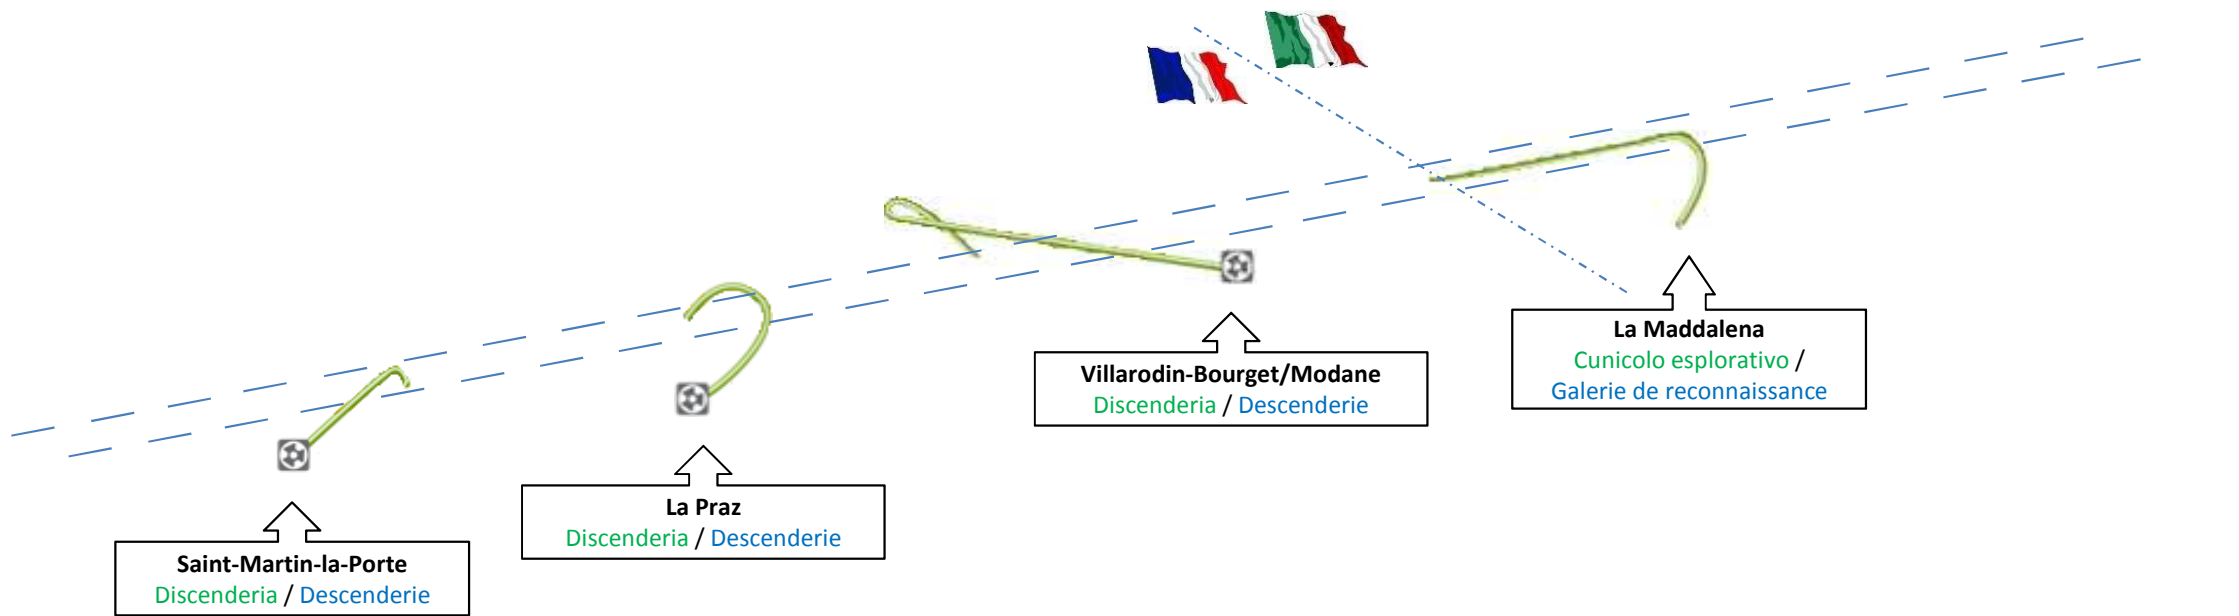 Saint-Martin-la-Porte
Discenderia / Descenderie
La Praz
Discenderia / Descenderie
Villarodin-Bourget/Modane
Discenderia / Descenderie
La Maddalena
Cunicolo esplorativo /
Galerie de reconnaissance